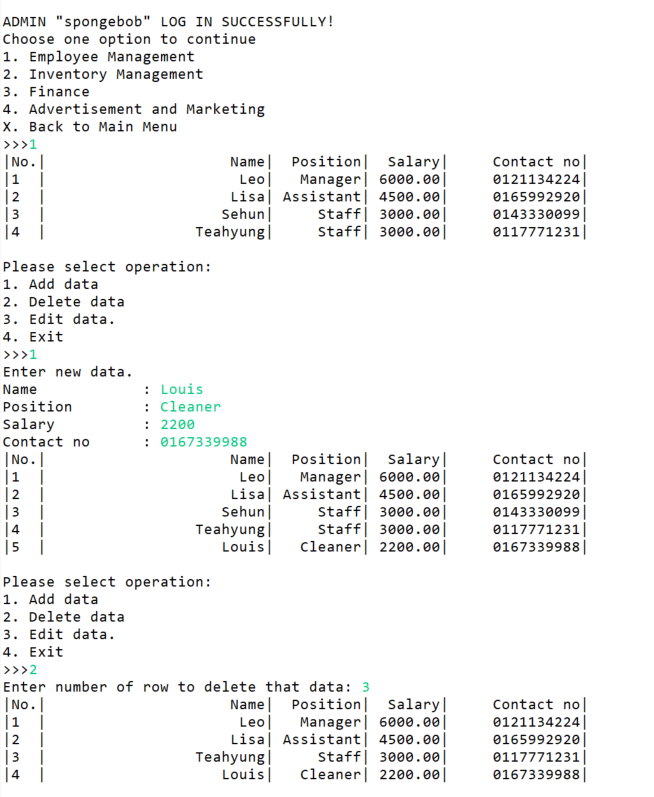 ADMIN "spongebob" LOG IN SUCCESSFULLY!
Choose one option to continue
1. Employee Management
2. Inventory Management
3. Finance
4. Advertisement and Marketing
X. Back to Main Menu
>>>1
|No.|                     Name|  Position|  Salary|     Contact no|
|1  |                      Leo|   Manager| 6000.00|     0121134224|
|2  |                     Lisa| Assistant| 4500.00|     0165992920|
|3  |                    Sehun|     Staff| 3000.00|     0143330099|
|4  |                 Teahyung|     Staff| 3000.00|     0117771231|

Please select operation:
1. Add data
2. Delete data
3. Edit data.
4. Exit
>>>1
Enter new data.
Name            : Louis
Position        : Cleaner
Salary          : 2200
Contact no      : 0167339988
|No.|                     Name|  Position|  Salary|     Contact no|
|1  |                      Leo|   Manager| 6000.00|     0121134224|
|2  |                     Lisa| Assistant| 4500.00|     0165992920|
|3  |                    Sehun|     Staff| 3000.00|     0143330099|
|4  |                 Teahyung|     Staff| 3000.00|     0117771231|
|5  |                    Louis|   Cleaner| 2200.00|     0167339988|

Please select operation:
1. Add data
2. Delete data
3. Edit data.
4. Exit
>>>2
Enter number of row to delete that data: 3
|No.|                     Name|  Position|  Salary|     Contact no|
|1  |                      Leo|   Manager| 6000.00|     0121134224|
|2  |                     Lisa| Assistant| 4500.00|     0165992920|
|3  |                 Teahyung|     Staff| 3000.00|     0117771231|
|4  |                    Louis|   Cleaner| 2200.00|     0167339988|